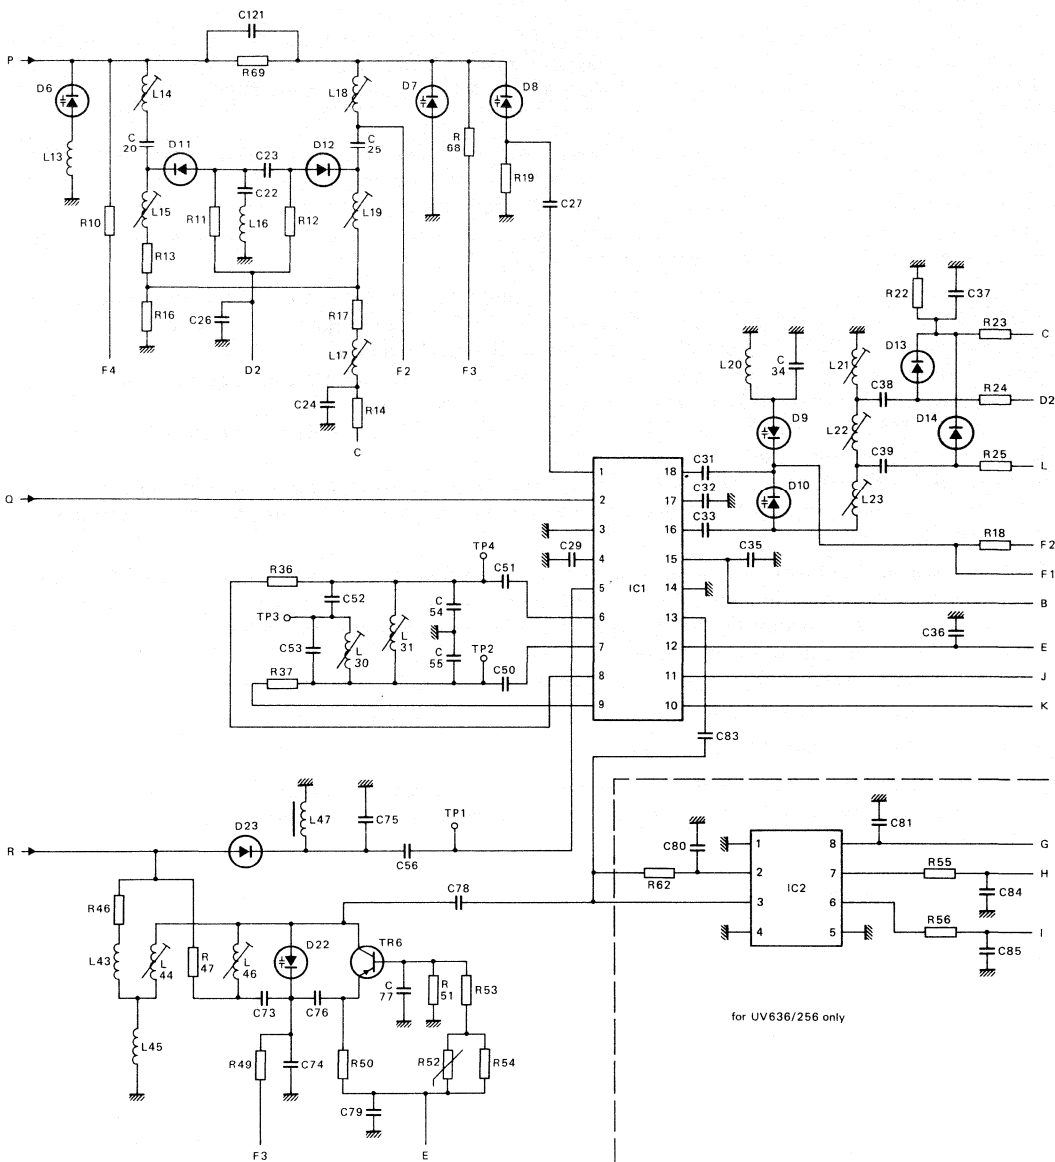 C121
P
R69
D6
L14
L18
D7
D8
C
20
D11
D12
C
25
R
68
L13
C23
R19
C22
C27
R10
L15
R11
L16
R12
L19
R13
R22
C37
R16
C26
R17
R23
C
L20
C
34
L21
D13
L17
F4
D2
F2
F3
C38
R24
D2
C24
R14
D9
L22
D14
C
C39
R25
L
1
18
C31
Q
2
17
C32
D10
L23
3
16
C33
R18
F2
TP4
C29
4
15
C35
R36
C51
5
IC1
14
F1
C52
C
54
B
TP3
6
13
C36
L
31
C53
L
30
C
55
TP2
7
12
E
R37
C50
8
11
J
9
10
K
C83
L47
C75
TP1
D23
C81
R
C56
C80
1
8
G
R62
2
IC2
7
R55
H
C78
3
6
C84
R46
4
5
R56
I
C85
L43
L
44
R
47
L
46
D22
TR6
C
77
R
51
R53
C73
C76
for UV636/256 only
L45
R49
C74
R50
R52
R54
C79
F3
E